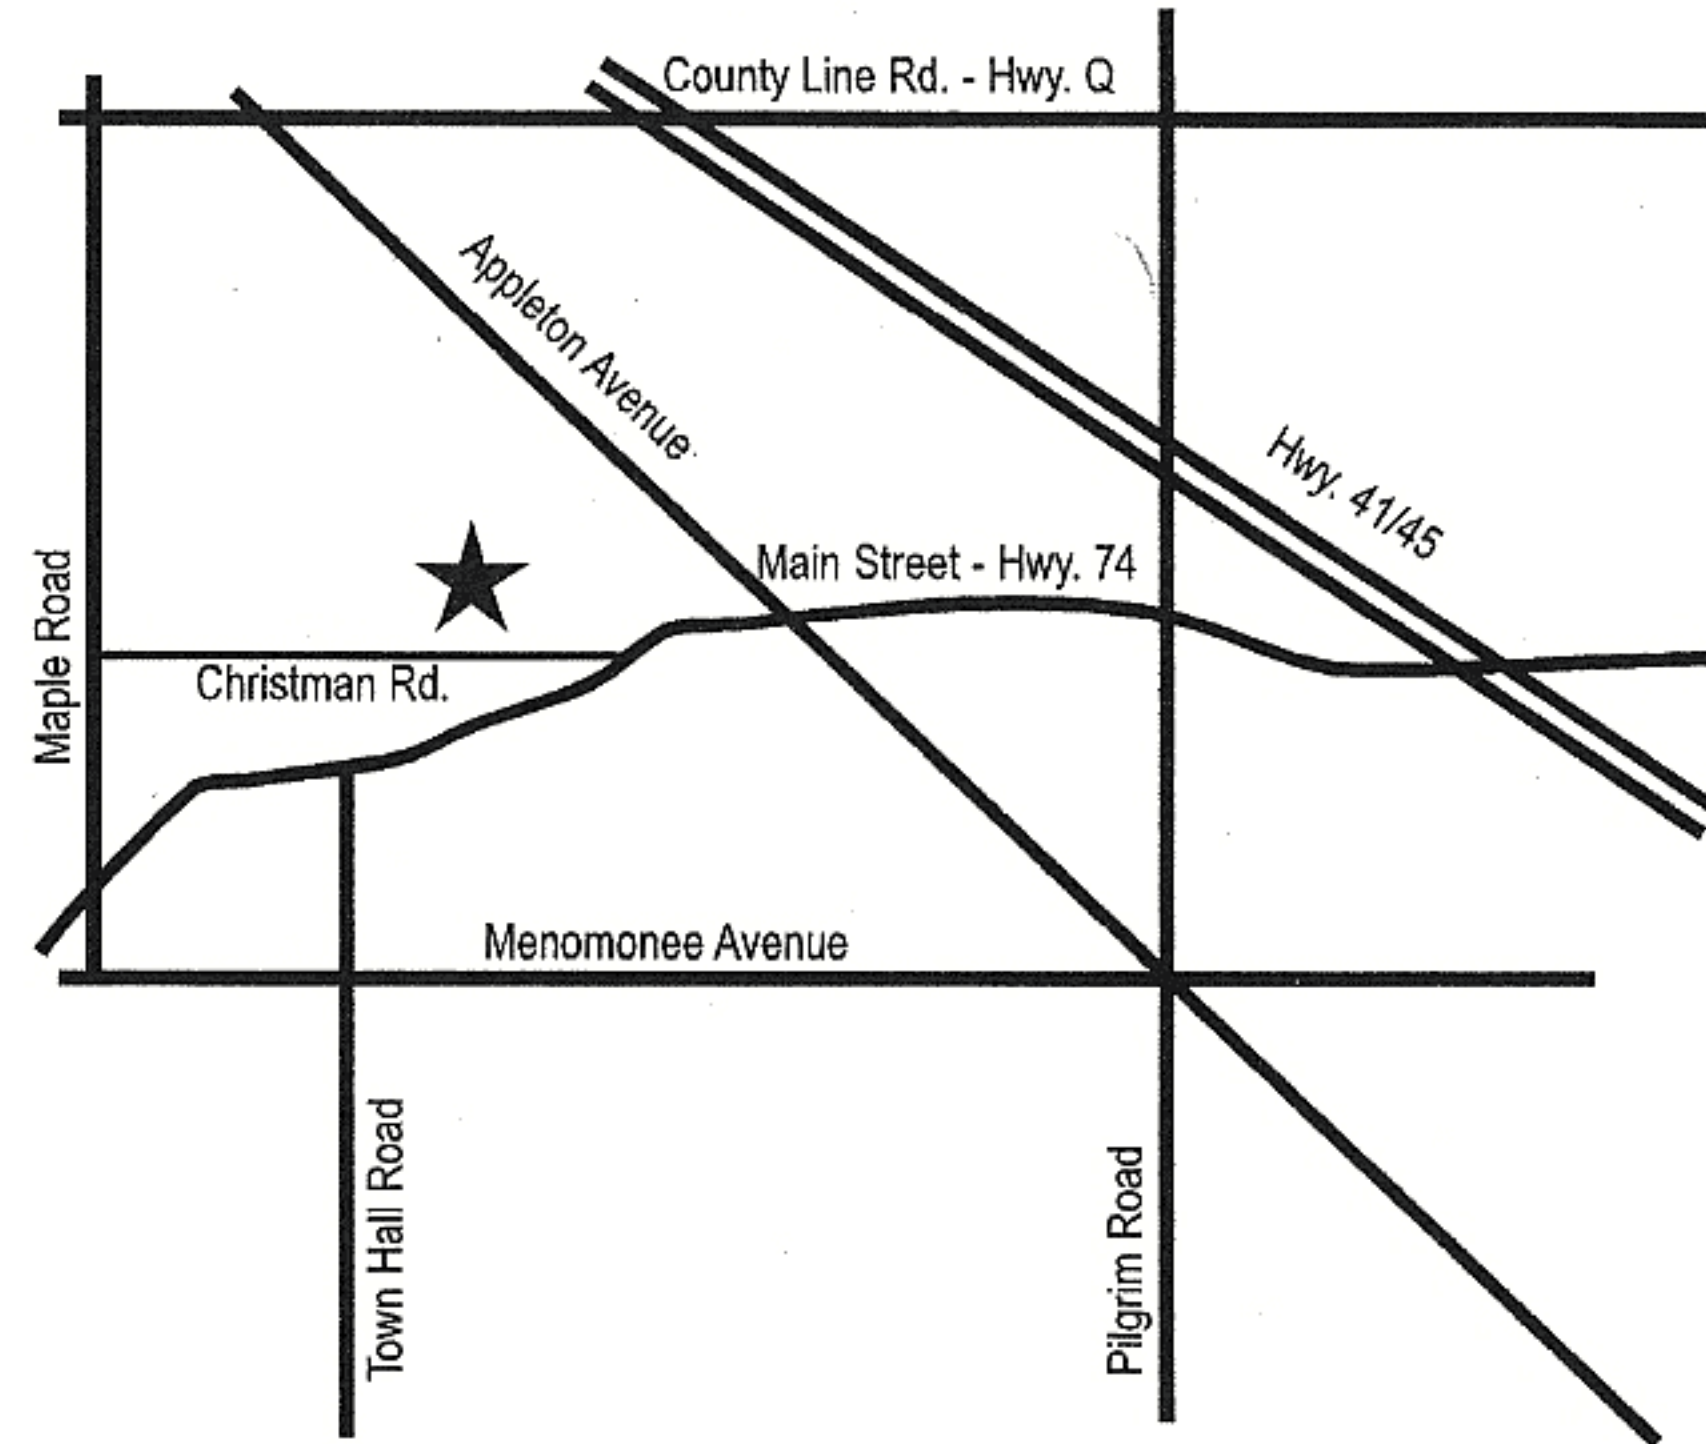 County Line Rd. - Hwy. Q
Appleton Avenue
Hwy. 41/45
Main Street - Hwy. 74
Maple Road
Christman Rd.
Menomonee Avenue
Town Hall Road
Pilgrim Road